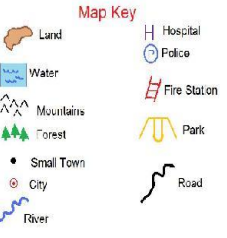 Map Key
Land
Water
Mountains
Forest
Small Town
City
River
Hospital
Police
Fire Station
Park
Road